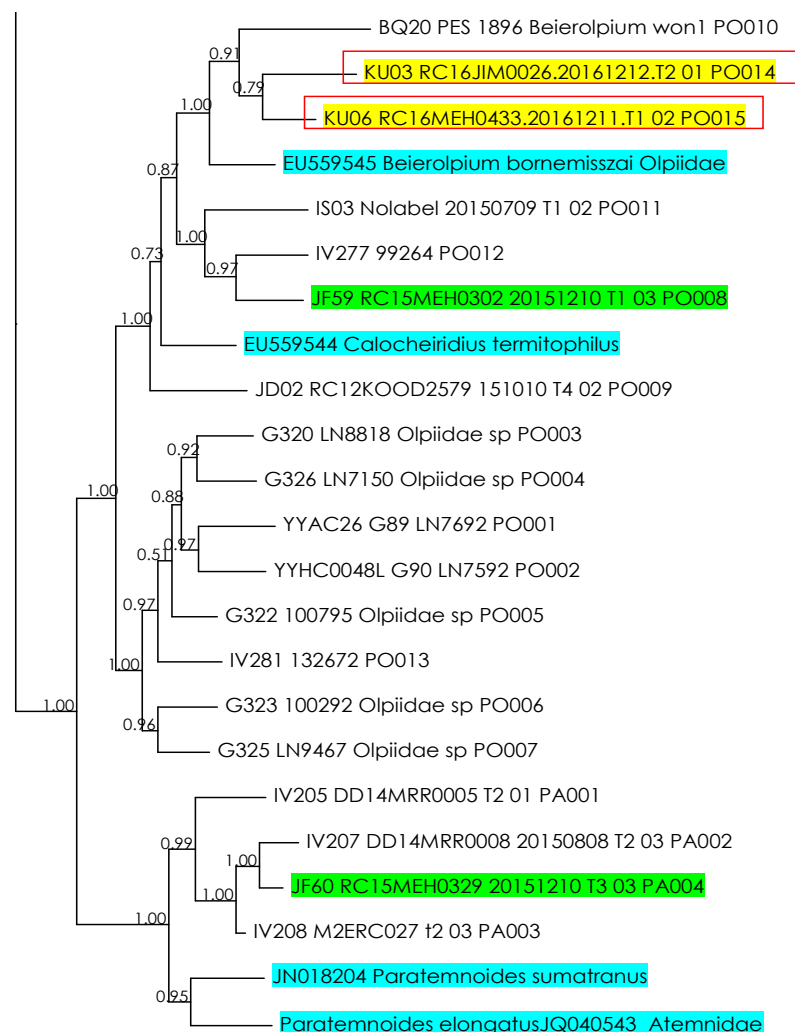 BQ20 PES 1896 Beierolpium won1 PO010
0.91
KU03 RC16JIM0026.20161212.T2 01 PO014
0.79
1.00
KU06 RC16MEH0433.20161211.T1 02 PO015
EU559545 Beierolpium bornemisszai Olpiidae
0.87
IS03 Nolabel 20150709 T1 02 PO011
1.00
0.73
IV277 99264 PO012
0.97
JF59 RC15MEH0302 20151210 T1 03 PO008
1.00
EU559544 Calocheiridius termitophilus
JD02 RC12KOOD2579 151010 T4 02 PO009
G320 LN8818 Olpiidae sp PO003
0.92
G326 LN7150 Olpiidae sp PO004
1.00
0.88
YYAC26 G89 LN7692 PO001
0.97
0.51
YYHC0048L G90 LN7592 PO002
0.97
G322 100795 Olpiidae sp PO005
1.00
IV281 132672 PO013
1.00
G323 100292 Olpiidae sp PO006
0.96
G325 LN9467 Olpiidae sp PO007
IV205 DD14MRR0005 T2 01 PA001
0.99
IV207 DD14MRR0008 20150808 T2 03 PA002
1.00
JF60 RC15MEH0329 20151210 T3 03 PA004
1.00
1.00
IV208 M2ERC027 t2 03 PA003
JN018204 Paratemnoides sumatranus
0.95
Paratemnoides elongatusJQ040543 Atemnidae